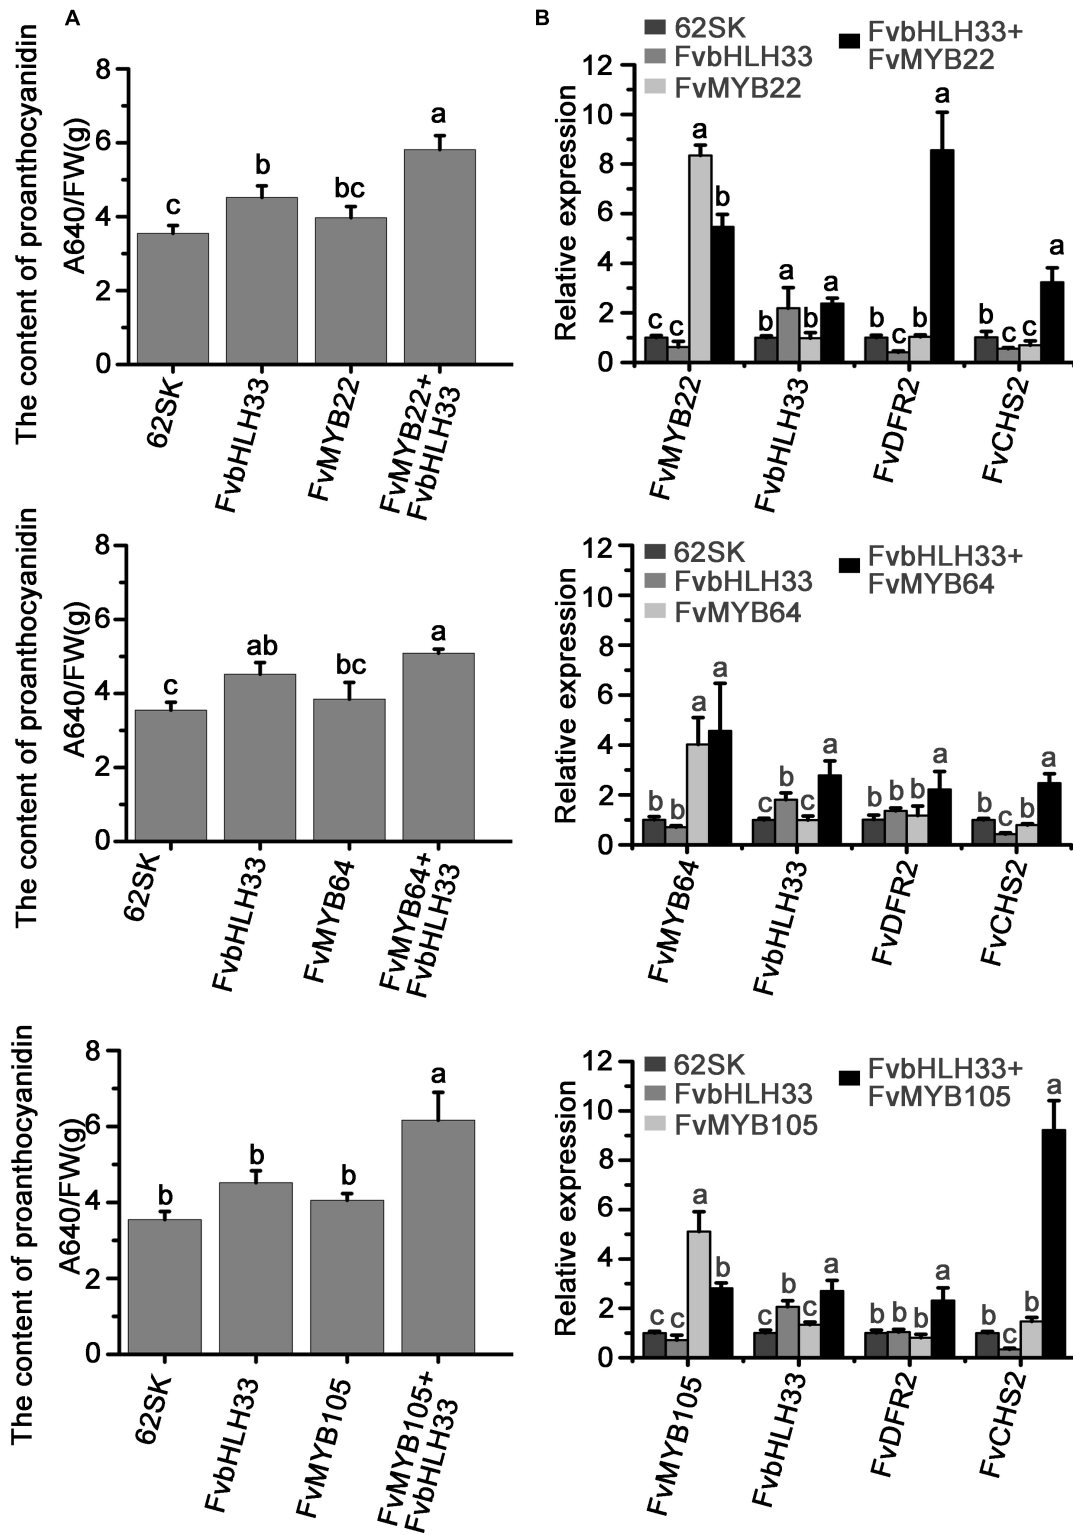 A
The content of proanthocyanidin
A640/FW(g)
8
6
4
2
0
c
b
bc
a
62SK
FvbHLH33
FvMYB22
FvMYB22+
FvbHLH33
B
62SK
FvbHLH33
FvMYB22
FvbHLH33+
FvMYB22
Relative expression
12
10
8
6
4
2
0
c c a b
b a b a
b c b a
b c c a
FvMYB22
FvbHLH33
FvDFR2
FvCHS2
The content of proanthocyanidin
A640/FW(g)
8
6
4
2
0
c
ab
bc
a
62SK
FvbHLH33
FvMYB64
FvMYB64+
FvbHLH33
62SK
FvbHLH33
FvMYB64
FvbHLH33+
FvMYB64
Relative expression
12
10
8
6
4
2
0
b b a a
c b c a
b b b a
b c b a
FvMYB64
FvbHLH33
FvDFR2
FvCHS2
The content of proanthocyanidin
A640/FW(g)
8
6
4
2
0
b
b
b
a
62SK
FvbHLH33
FvMYB105
FvMYB105+
FvbHLH33
62SK
FvbHLH33
FvMYB105
FvbHLH33+
FvMYB105
Relative expression
12
10
8
6
4
2
0
c c a b
c b c a
b b b a
b c b a
FvMYB105
FvbHLH33
FvDFR2
FvCHS2